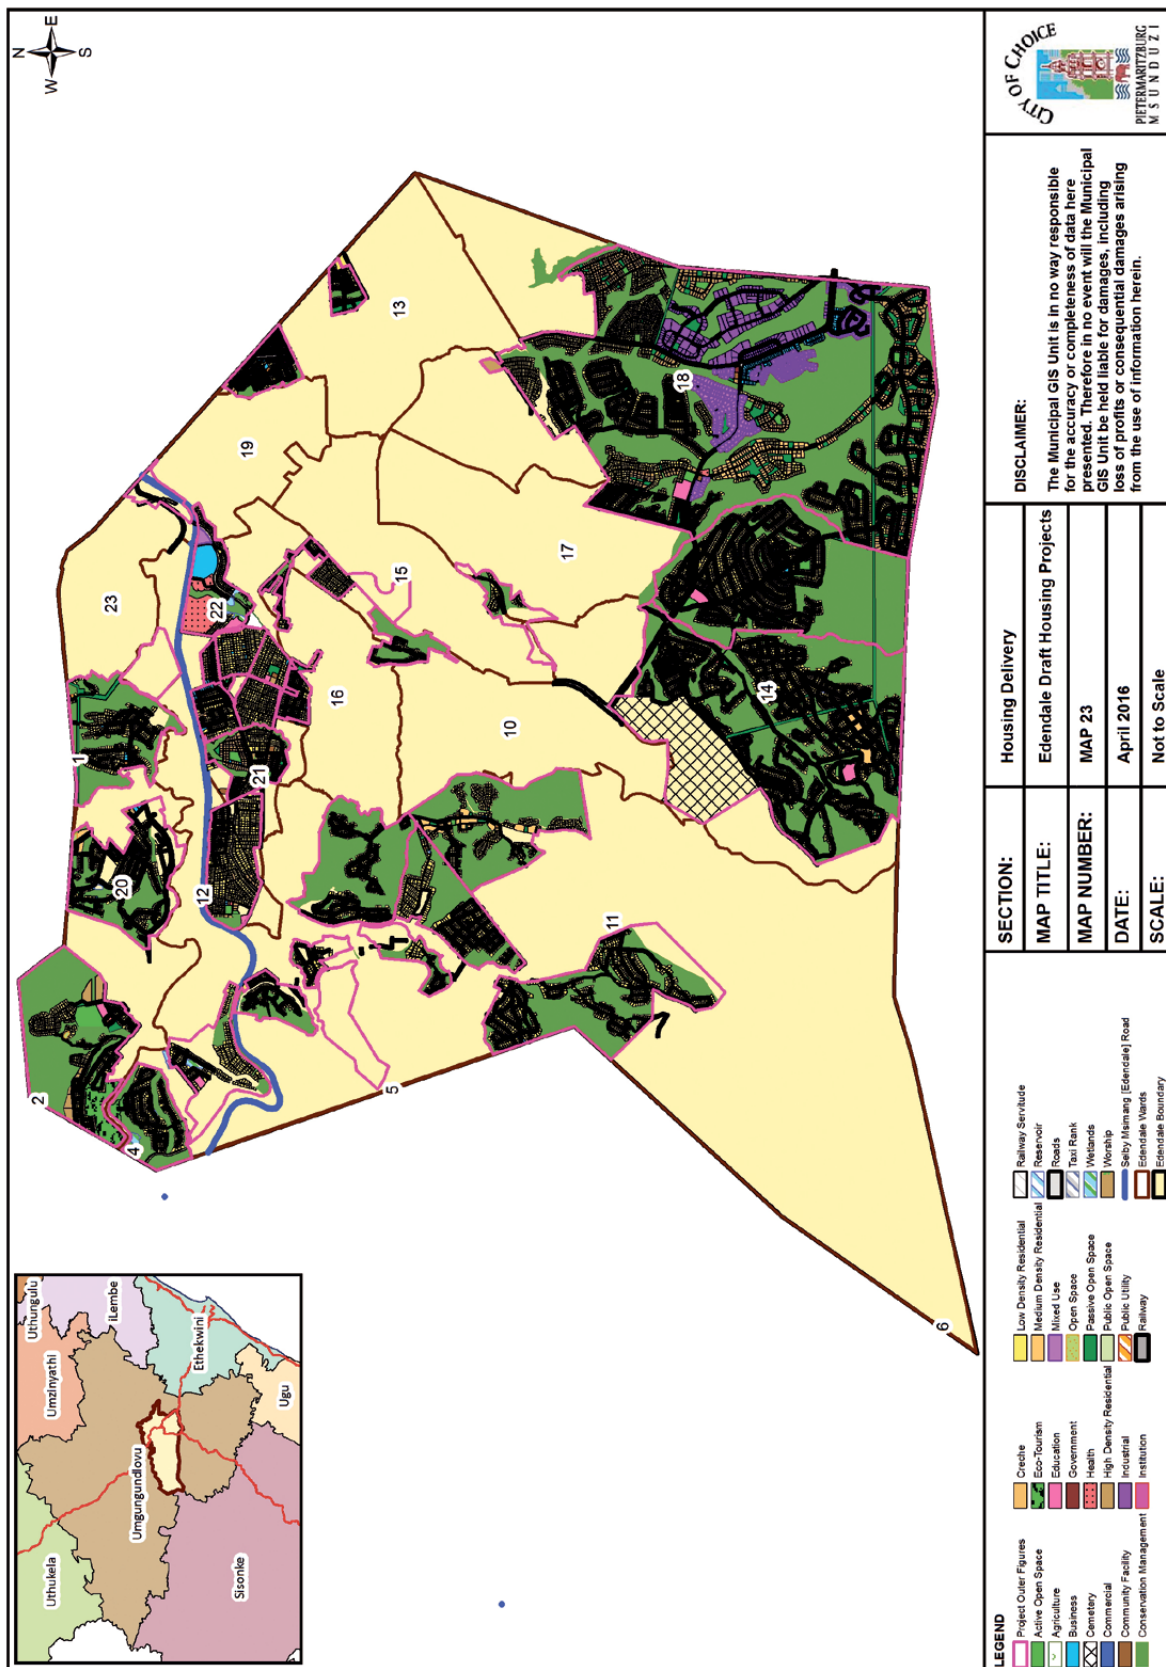 N
W
E
S
Uthungulu
Umzinyathi
iLembe
Uthukela
Umgungundlovu
Ethekwini
Ugu
Sisonke
2
4
20
1
23
12
21
22
19
13
5
16
15
10
17
18
11
14
6
LEGEND
Project Outer Figures
Active Open Space
Agriculture
Business
Cemetery
Commercial
Community Facility
Conservation Management
Creche
Eco-Tourism
Education
Government
Health
High Density Residential
Industrial
Institution
Low Density Residential
Medium Density Residential
Mixed Use
Open Space
Passive Open Space
Public Open Space
Public Utility
Railway
Railway Servitude
Reservoir
Roads
Taxi Rank
Wetlands
Worship
Selby Msimang [Edendale] Road
Edendale Wards
Edendale Boundary
SECTION: Housing Delivery
MAP TITLE: Edendale Draft Housing Projects
MAP NUMBER: MAP 23
DATE: April 2016
SCALE: Not to Scale
DISCLAIMER:
The Municipal GIS Unit is in no way responsible
for the accuracy or completeness of data here
presented. Therefore in no event will the Municipal
GIS Unit be held liable for damages, including
loss of profits or consequential damages arising
from the use of information herein.
CITY OF CHOICE
PIETERMARITZBURG
MSUNDUZI